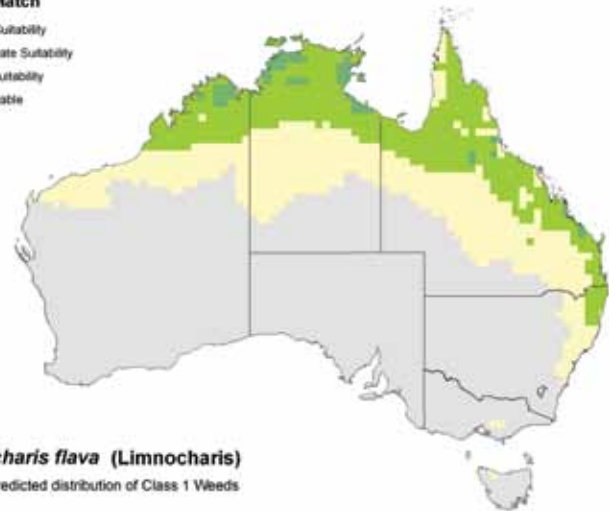 Match
Suitability
ate Suitability
uitability
able
charis flava (Limnocharis)
redicted distribution of Class 1 Weeds